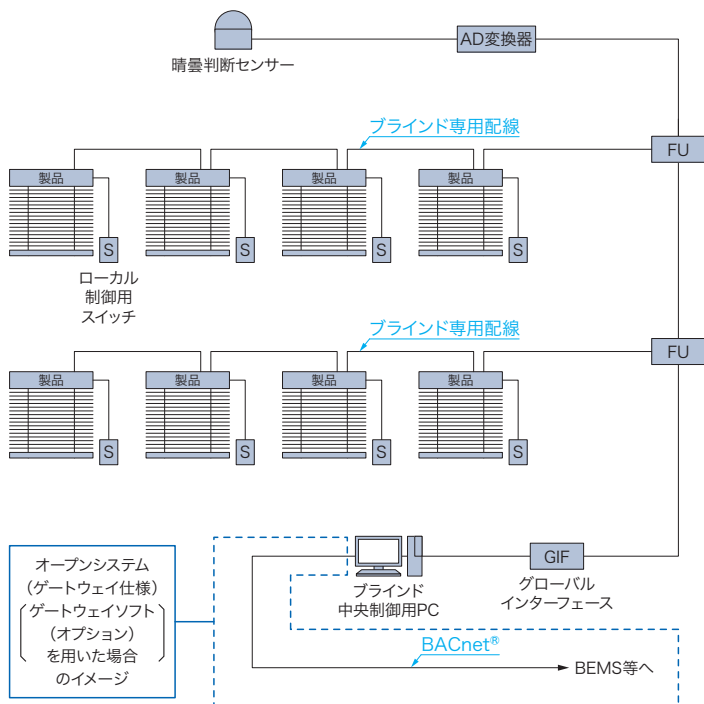 AD変換器
晴曇判断センサー
ブラインド専用配線
FU
製品
製品
製品
製品
S
S
S
S
ローカル
制御用
スイッチ
ブラインド専用配線
FU
製品
製品
製品
製品
S
S
S
S
オープンシステム
（ゲートウェイ仕様）
ゲートウェイソフト
（オプション）
を用いた場合
のイメージ
ブラインド
中央制御用PC
GIF
グローバル
インターフェース
BACnet®
BEMS等へ